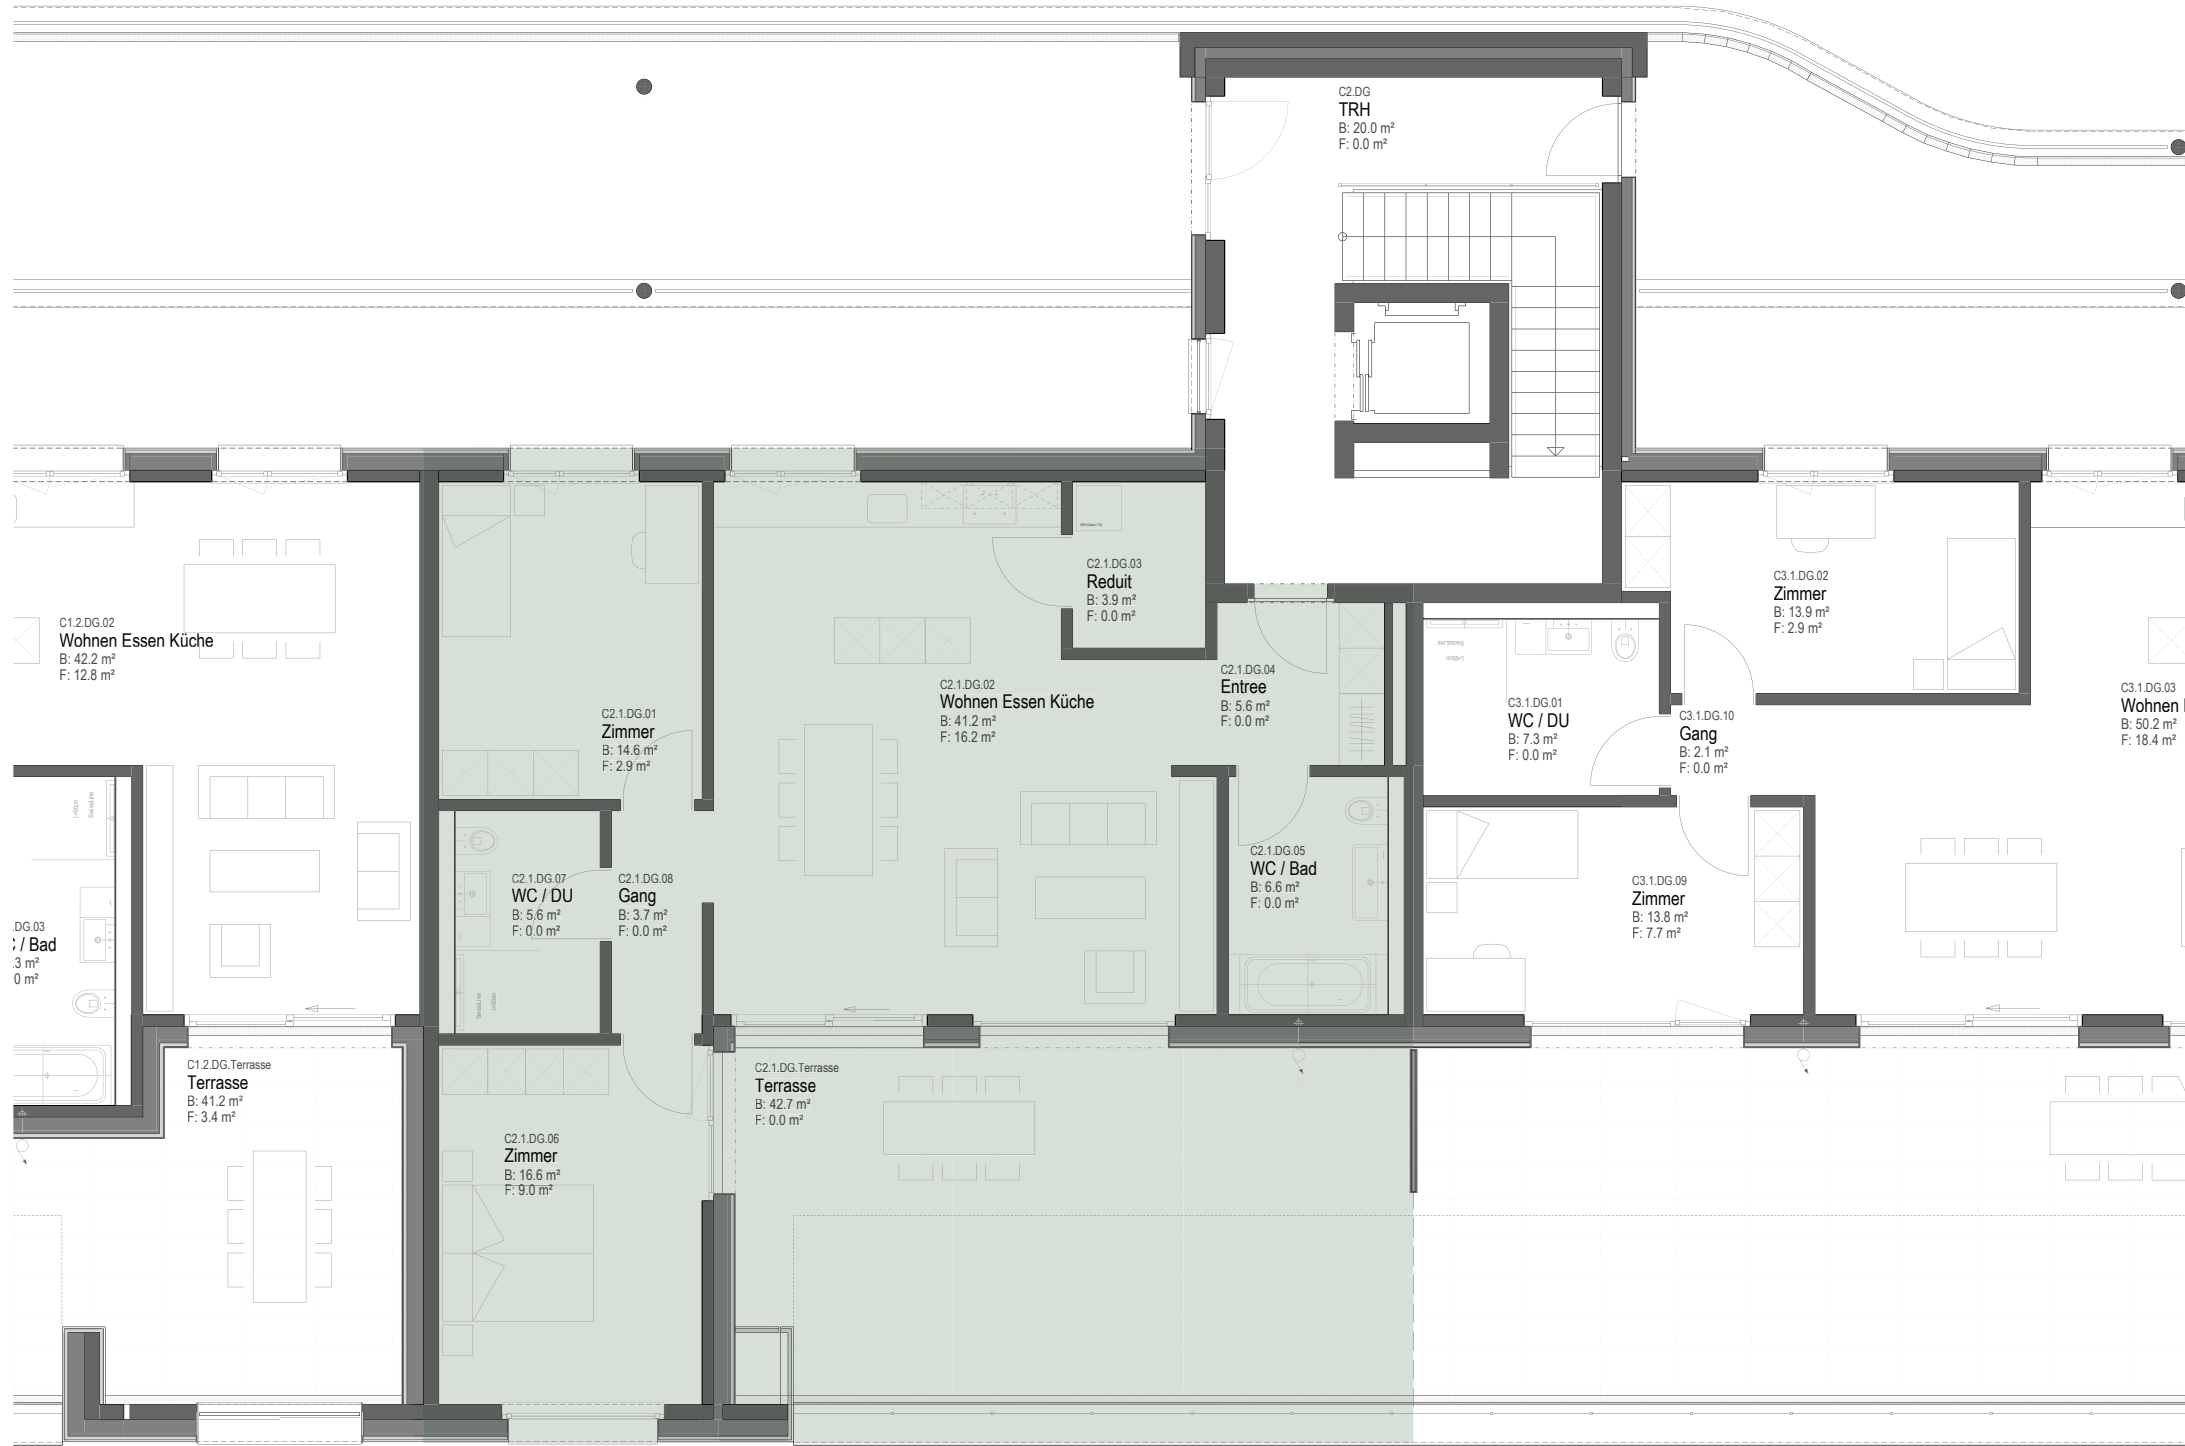 C2.DG
TRH
B: 20.0 m²
F: 0.0 m²
C1.2.DG.02
Wohnen Essen Küche
B: 42.2 m²
F: 12.8 m²
C2.1.DG.01
Zimmer
B: 14.6 m²
F: 2.9 m²
C2.1.DG.02
Wohnen Essen Küche
B: 41.2 m²
F: 16.2 m²
C2.1.DG.03
Reduit
B: 3.9 m²
F: 0.0 m²
C2.1.DG.04
Entree
B: 5.6 m²
F: 0.0 m²
SwissLine
L=90cm
C3.1.DG.01
WC / DU
B: 7.3 m²
F: 0.0 m²
C3.1.DG.02
Zimmer
B: 13.9 m²
F: 2.9 m²
C3.1.DG.10
Gang
B: 2.1 m²
F: 0.0 m²
C3.1.DG.03
Wohnen
B: 50.2 m²
F: 18.4 m²
L=90cm
SwissLine
.DG.03
/ Bad
.3 m²
0 m²
C2.1.DG.07
WC / DU
B: 5.6 m²
F: 0.0 m²
SwissLine
L=90cm
C2.1.DG.08
Gang
B: 3.7 m²
F: 0.0 m²
C2.1.DG.05
WC / Bad
B: 6.6 m²
F: 0.0 m²
C3.1.DG.09
Zimmer
B: 13.8 m²
F: 7.7 m²
C1.2.DG.Terrasse
Terrasse
B: 41.2 m²
F: 3.4 m²
C2.1.DG.06
Zimmer
B: 16.6 m²
F: 9.0 m²
C2.1.DG.Terrasse
Terrasse
B: 42.7 m²
F: 0.0 m²